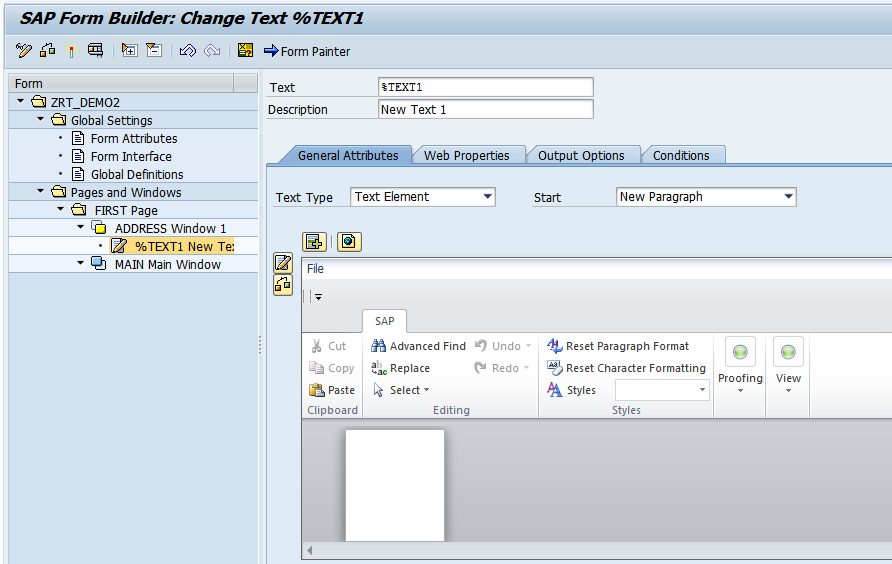 SAP Form Builder: Change Text %TEXT1
Form Painter
Form
ZRT_DEMO2
Global Settings
Form Attributes
Form Interface
Global Definitions
Pages and Windows
FIRST Page
ADDRESS Window 1
%TEXT1 New Te
MAIN Main Window
Text %TEXT1
Description New Text 1
General Attributes Web Properties Output Options Conditions
Text Type Text Element Start New Paragraph
File
SAP
Cut Advanced Find Undo Reset Paragraph Format
Copy Replace Redo Reset Character Formatting
Paste Select Styles
Proofing View
Clipboard Editing Styles